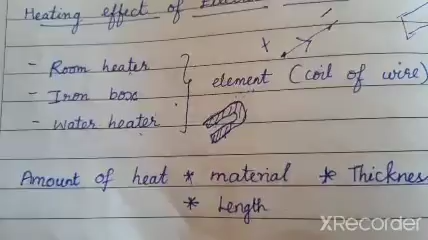 Heating effect of
- Room heater
- Iron box
- Water heater
element (coil of wire)
Amount of heat * material * Thicknes
* Length
XRecorder